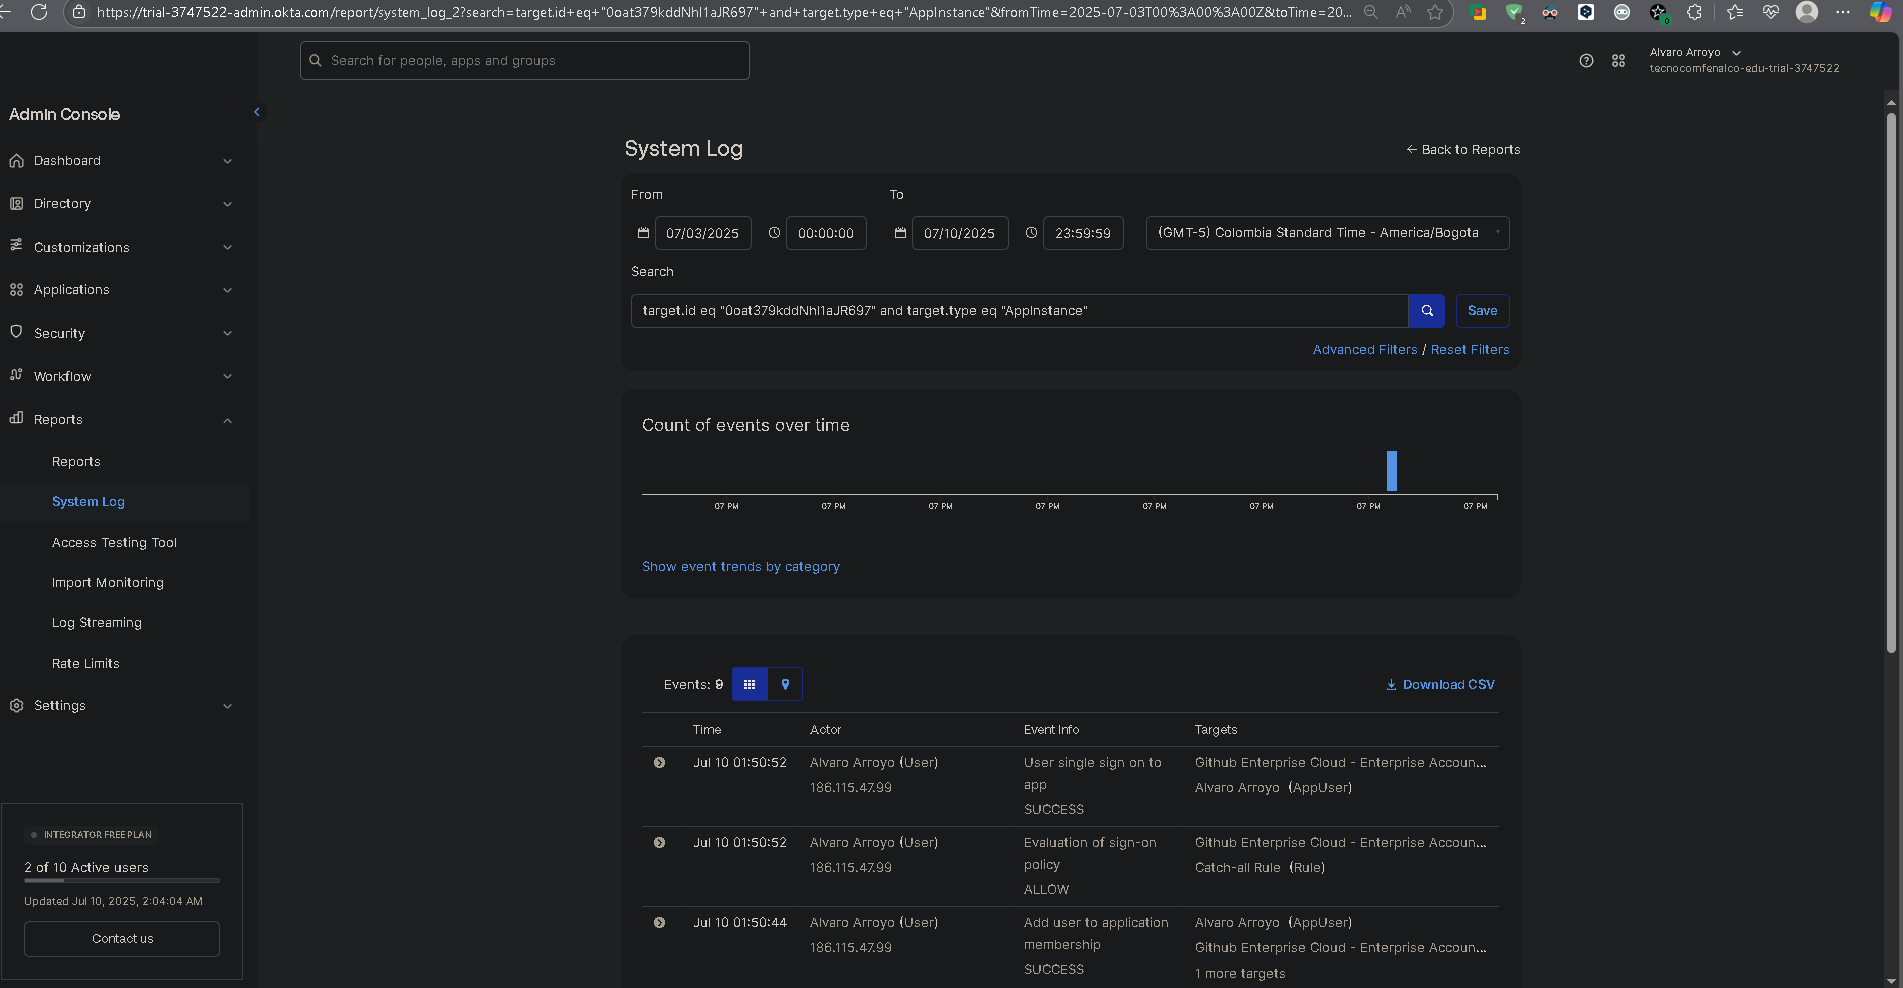 https://trial-3747522-admin.okta.com/report/system_log_2?search=target.id+eq+"0oat379kddNhl1aJR697"+and+target.type+eq+"AppInstance"&fromTime=2025-07-03T00%3A00%3A00Z&toTime=20...
2
0
Search for people, apps and groups
Alvaro Arroyo
tecnocomfenalco-edu-trial-3747522
Admin Console
Dashboard
Directory
Customizations
Applications
Security
Workflow
Reports
Reports
System Log
Access Testing Tool
Import Monitoring
Log Streaming
Rate Limits
Settings
INTEGRATOR FREE PLAN
2 of 10 Active users
Updated Jul 10, 2025, 2:04:04 AM
Contact us
System Log
← Back to Reports
From
To
07/03/2025 00:00:00 07/10/2025 23:59:59 (GMT-5) Colombia Standard Time - America/Bogota
Search
target.id eq "0oat379kddNhl1aJR697" and target.type eq "AppInstance"
Save
Advanced Filters / Reset Filters
Count of events over time
07 PM 07 PM 07 PM 07 PM 07 PM 07 PM 07 PM 07 PM
Show event trends by category
Events: 9
Download CSV
Time Actor Event Info Targets
Jul 10 01:50:52 Alvaro Arroyo (User) User single sign on to Github Enterprise Cloud - Enterprise Accoun...
186.115.47.99 app Alvaro Arroyo (AppUser)
SUCCESS
Jul 10 01:50:52 Alvaro Arroyo (User) Evaluation of sign-on Github Enterprise Cloud - Enterprise Accoun...
186.115.47.99 policy Catch-all Rule (Rule)
ALLOW
Jul 10 01:50:44 Alvaro Arroyo (User) Add user to application Alvaro Arroyo (AppUser)
186.115.47.99 membership Github Enterprise Cloud - Enterprise Accoun...
SUCCESS 1 more targets